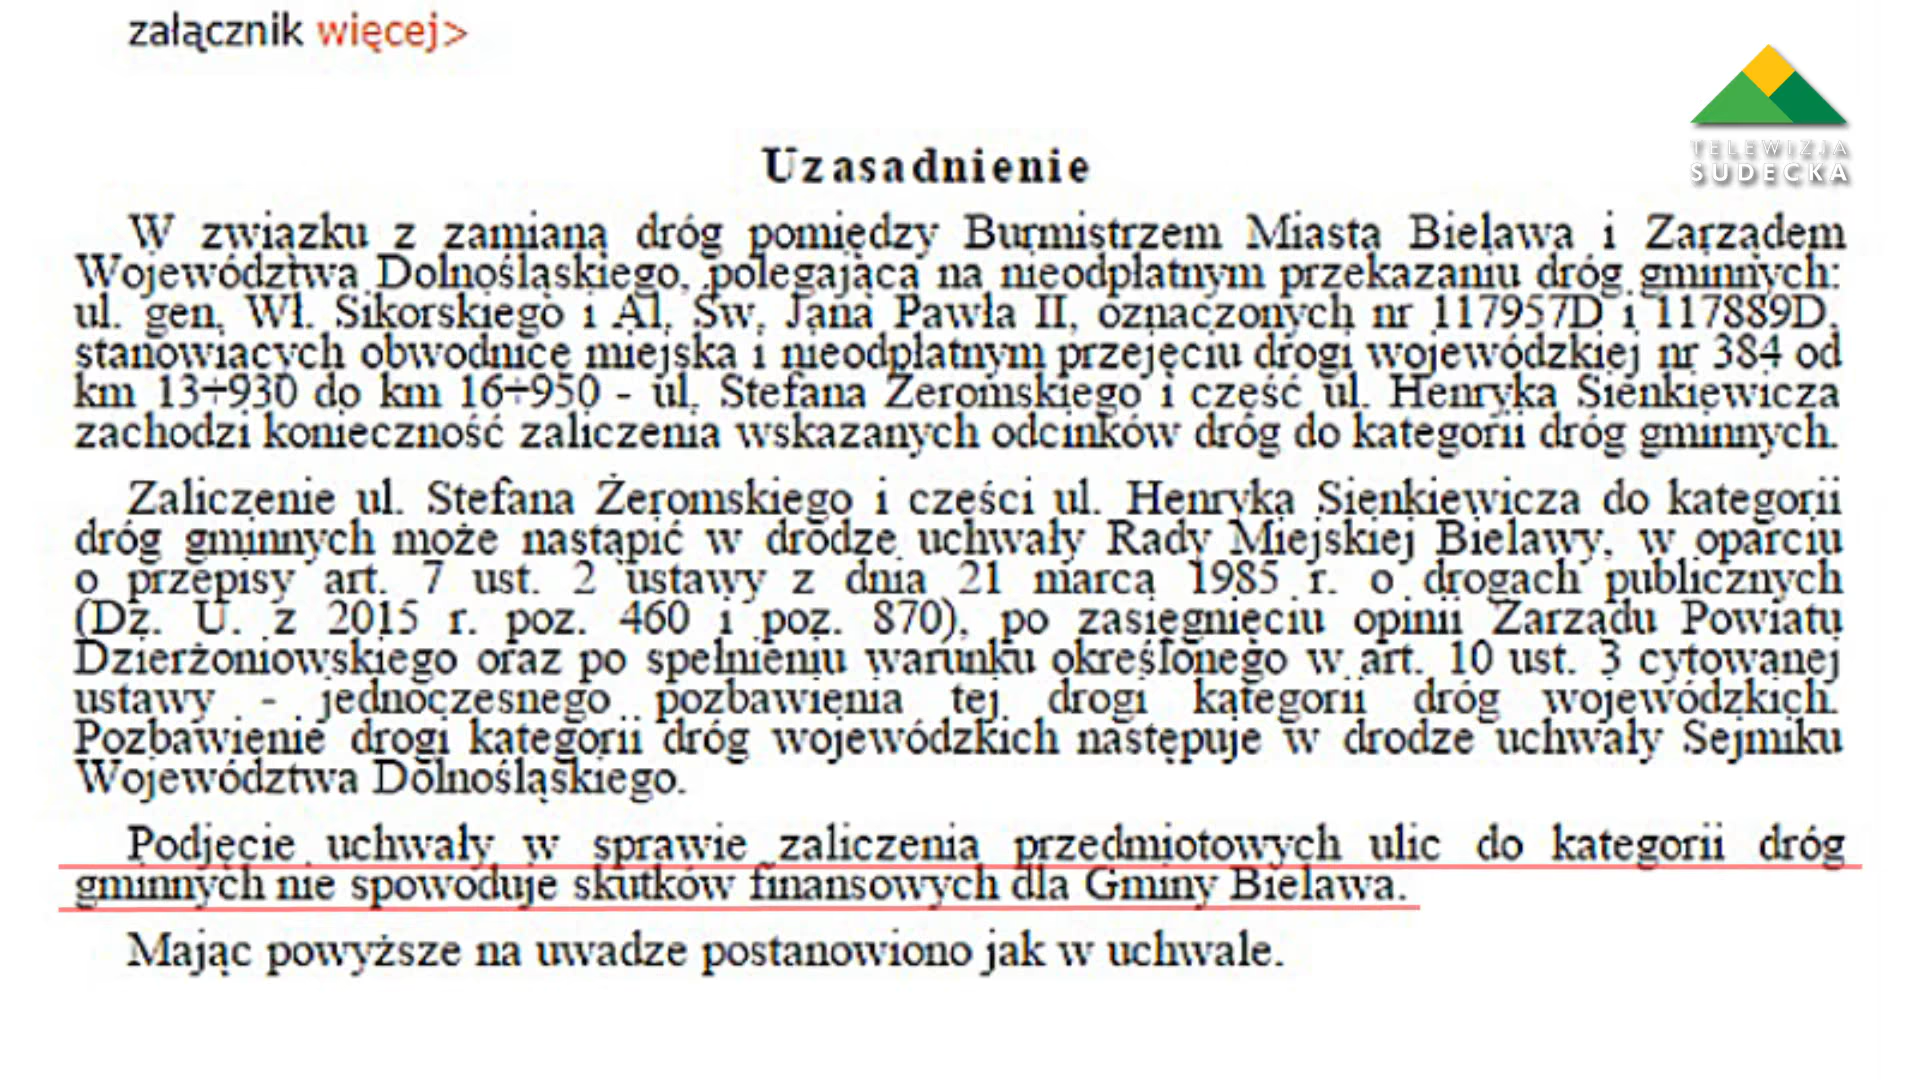 załącznik więcej>
TELEWIZJA
SUDECKA
Uzasadnienie
W związku z zamianą dróg pomiędzy Burmistrzem Miasta Bielawa i Zarządem
Województwa Dolnośląskiego, polegającą na nieodpłatnym przekazaniu dróg gminnych:
ul. gen. Wł. Sikorskiego i Al. Św. Jana Pawła II, oznaczonych nr 117957D i 117889D,
stanowiących obwodnicę miejską i nieodpłatnym przejęciu drogi wojewódzkiej nr 384 od
km 13+930 do km 16+950 - ul. Stefana Żeromskiego i część ul. Henryka Sienkiewicza
zachodzi konieczność zaliczenia wskazanych odcinków dróg do kategorii dróg gminnych.
Zaliczenie ul. Stefana Żeromskiego i części ul. Henryka Sienkiewicza do kategorii
dróg gminnych może nastąpić w drodze uchwały Rady Miejskiej Bielawy, w oparciu
o przepisy art. 7 ust. 2 ustawy z dnia 21 marca 1985 r. o drogach publicznych
(Dz. U. z 2015 r. poz. 460 i poz. 870), po zasięgnięciu opinii Zarządu Powiatu
Dzierżoniowskiego oraz po spełnieniu warunku określonego w art. 10 ust. 3 cytowanej
ustawy - jednoczesnego pozbawienia tej drogi kategorii dróg wojewódzkich.
Pozbawienie drogi kategorii dróg wojewódzkich następuje w drodze uchwały Sejmiku
Województwa Dolnośląskiego.
Podjęcie uchwały w sprawie zaliczenia przedmiotowych ulic do kategorii dróg
gminnych nie spowoduje skutków finansowych dla Gminy Bielawa.
Mając powyższe na uwadze postanowiono jak w uchwale.